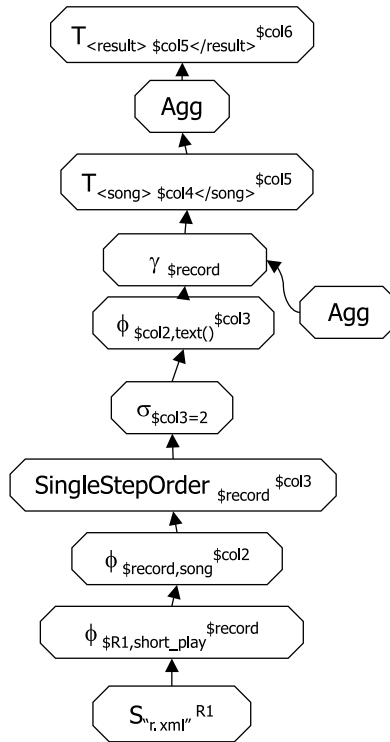 T <result> $col5</result> $col6
Agg
T <song> $col4</song> $col5
γ $record
Agg
ϕ $col2,text() $col3
σ $col3=2
SingleStepOrder $record $col3
ϕ $record,song $col2
ϕ $R1,short_play $record
S "r.xml" R1